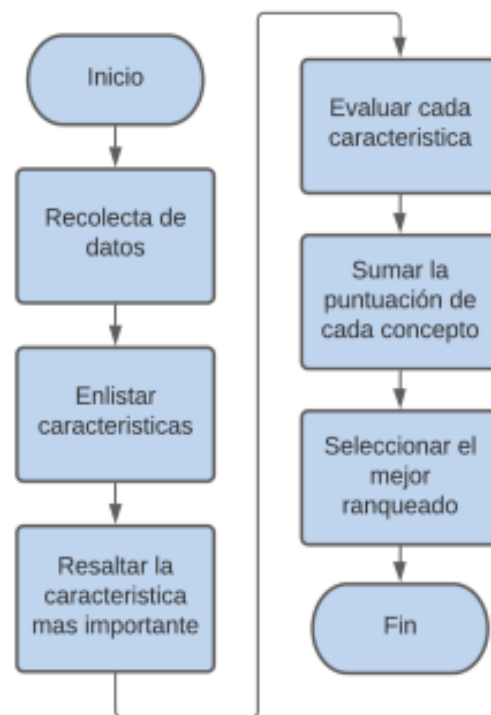 Inicio
Recolecta de
datos
Enlistar
caracteristicas
Resaltar la
caracteristica
mas importante
Evaluar cada
caracteristica
Sumar la
puntuación de
cada concepto
Seleccionar el
mejor
ranqueado
Fin